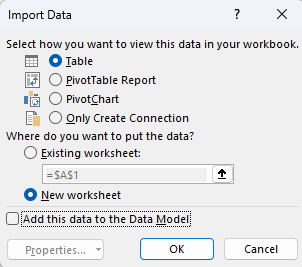 Import Data
?
Select how you want to view this data in your workbook.
Table
PivotTable Report
PivotChart
Only Create Connection
Where do you want to put the data?
Existing worksheet:
=$A$1
New worksheet
Add this data to the Data Model
Properties...
OK
Cancel